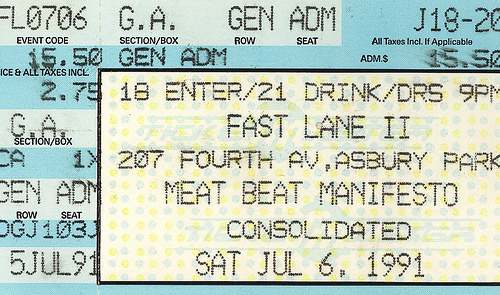 FL0706 G.A. GEN ADM J18-20
EVENT CODE SECTION/BOX ROW SEAT All Taxes Incl. If Applicable
15.50 GEN ADM ADM.$ 15.50
ICE & ALL TAXES INCL.
2.75 18 ENTER/21 DRINK/DRS 9PM
G.A. FAST LANE II
SECTION/BOX
CA 1X 207 FOURTH AV.ASBURY PARK
GEN ADM MEAT BEAT MANIFESTO
ROW SEAT
OGJ103J CONSOLIDATED
5JUL91 SAT JUL 6, 1991